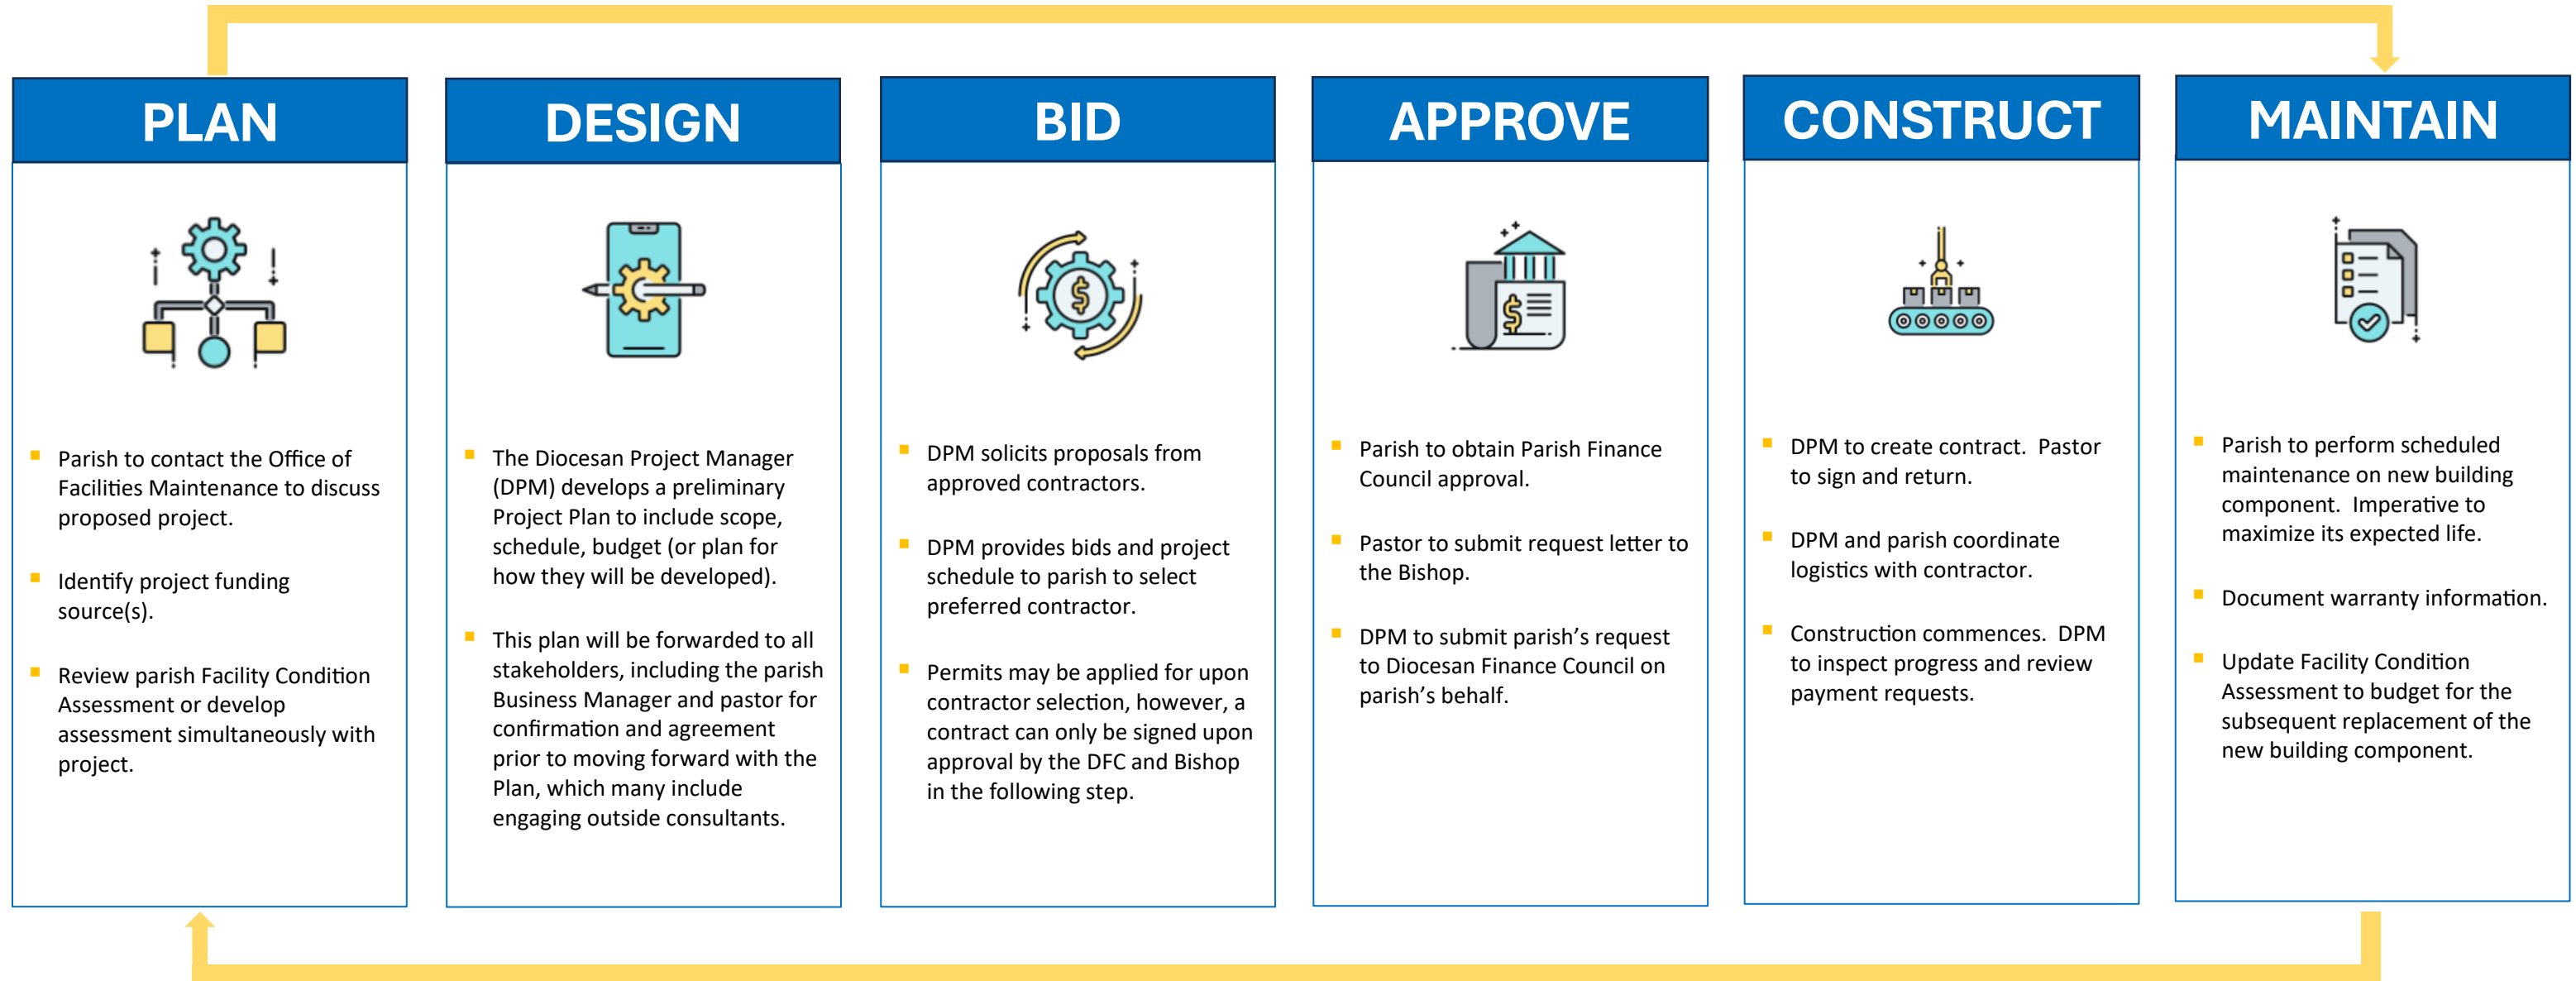 PLAN
Parish to contact the Office of
Facilities Maintenance to discuss
proposed project.
Identify project funding
source(s).
Review parish Facility Condition
Assessment or develop
assessment simultaneously with
project.
DESIGN
The Diocesan Project Manager
(DPM) develops a preliminary
Project Plan to include scope,
schedule, budget (or plan for
how they will be developed).
This plan will be forwarded to all
stakeholders, including the parish
Business Manager and pastor for
confirmation and agreement
prior to moving forward with the
Plan, which many include
engaging outside consultants.
BID
$
DPM solicits proposals from
approved contractors.
DPM provides bids and project
schedule to parish to select
preferred contractor.
Permits may be applied for upon
contractor selection, however, a
contract can only be signed upon
approval by the DFC and Bishop
in the following step.
APPROVE
$
Parish to obtain Parish Finance
Council approval.
Pastor to submit request letter to
the Bishop.
DPM to submit parish's request
to Diocesan Finance Council on
parish's behalf.
CONSTRUCT
DPM to create contract.  Pastor
to sign and return.
DPM and parish coordinate
logistics with contractor.
Construction commences.  DPM
to inspect progress and review
payment requests.
MAINTAIN
Parish to perform scheduled
maintenance on new building
component.  Imperative to
maximize its expected life.
Document warranty information.
Update Facility Condition
Assessment to budget for the
subsequent replacement of the
new building component.